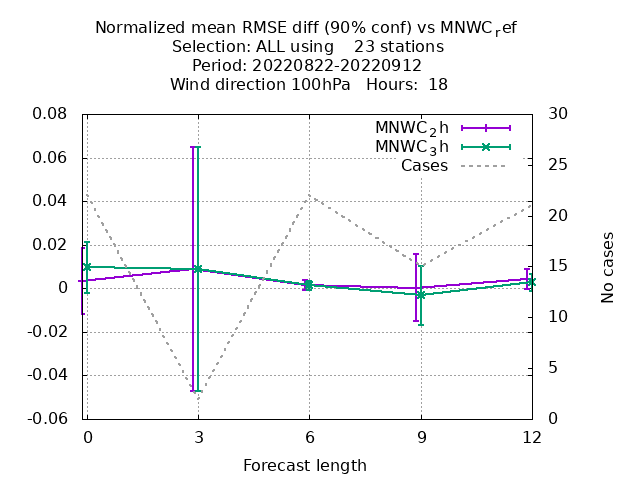 Normalized mean RMSE diff (90% conf) vs MNWC_ref
Selection: ALL using    23 stations
Period: 20220822-20220912
Wind direction 100hPa   Hours:  18
0.08
0.06
0.04
0.02
0
-0.02
-0.04
-0.06
30
25
20
15
10
5
0
MNWC_2h
MNWC_3h
Cases
No cases
0 3 6 9 12
Forecast length